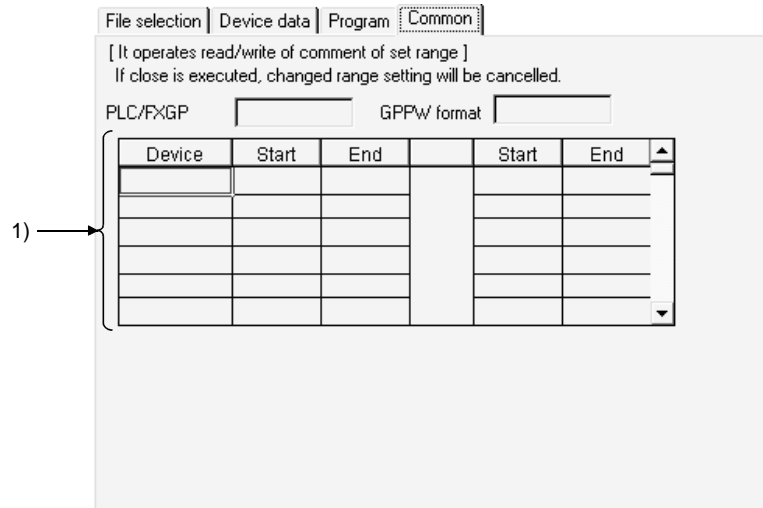 File selection Device data Program Common
[ It operates read/write of comment of set range ]
If close is executed, changed range setting will be cancelled.
PLC/FXGP GPPW format
Device Start End Start End
1)